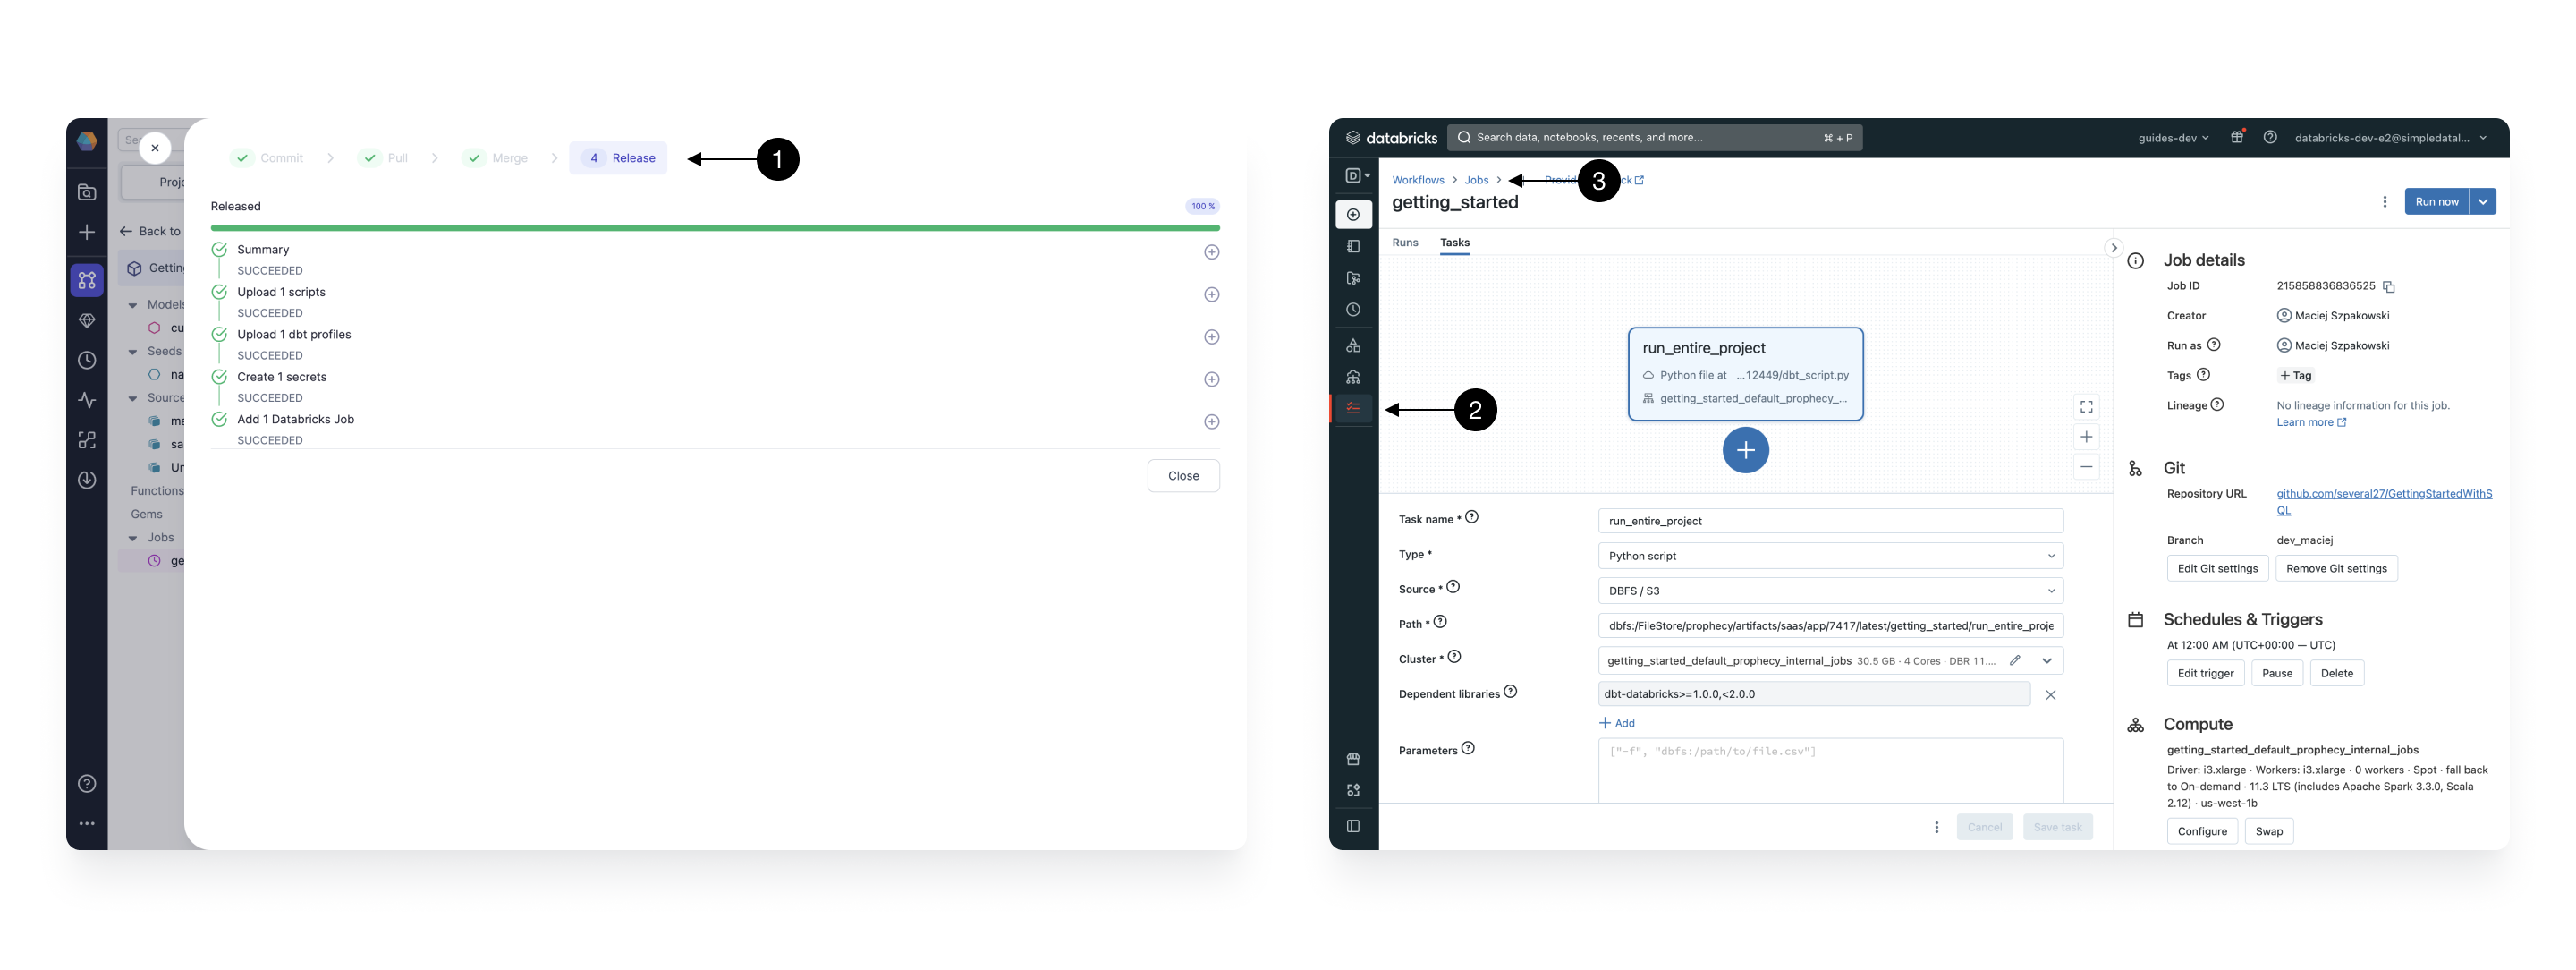 Sea
Proje
Back to
Gettin
Models
cu
Seeds
na
Source
ma
sa
Un
Functions
Gems
Jobs
ge
Commit
Pull
Merge
4 Release
1
Released
100 %
Summary
SUCCEEDED
Upload 1 scripts
SUCCEEDED
Upload 1 dbt profiles
SUCCEEDED
Create 1 secrets
SUCCEEDED
Add 1 Databricks Job
SUCCEEDED
Close
databricks
Search data, notebooks, recents, and more...
⌘ + P
guides-dev
databricks-dev-e2@simpledatal...
D
Workflows > Jobs >
3
getting_started
Run now
Runs
Tasks
2
run_entire_project
Python file at ...12449/dbt_script.py
getting_started_default_prophecy_...
Task name *
run_entire_project
Type *
Python script
Source *
DBFS / S3
Path *
dbfs:/FileStore/prophecy/artifacts/saas/app/7417/latest/getting_started/run_entire_proje
Cluster *
getting_started_default_prophecy_internal_jobs 30.5 GB · 4 Cores · DBR 11....
Dependent libraries
dbt-databricks>=1.0.0,<2.0.0
+ Add
Parameters
["-f", "dbfs:/path/to/file.csv"]
Cancel
Save task
Job details
Job ID
215858836836525
Creator
Maciej Szpakowski
Run as
Maciej Szpakowski
Tags
+ Tag
Lineage
No lineage information for this job.
Learn more
Git
Repository URL
github.com/several27/GettingStartedWithS
QL
Branch
dev_maciej
Edit Git settings
Remove Git settings
Schedules & Triggers
At 12:00 AM (UTC+00:00 — UTC)
Edit trigger
Pause
Delete
Compute
getting_started_default_prophecy_internal_jobs
Driver: i3.xlarge · Workers: i3.xlarge · 0 workers · Spot · fall back
to On-demand · 11.3 LTS (includes Apache Spark 3.3.0, Scala
2.12) · us-west-1b
Configure
Swap